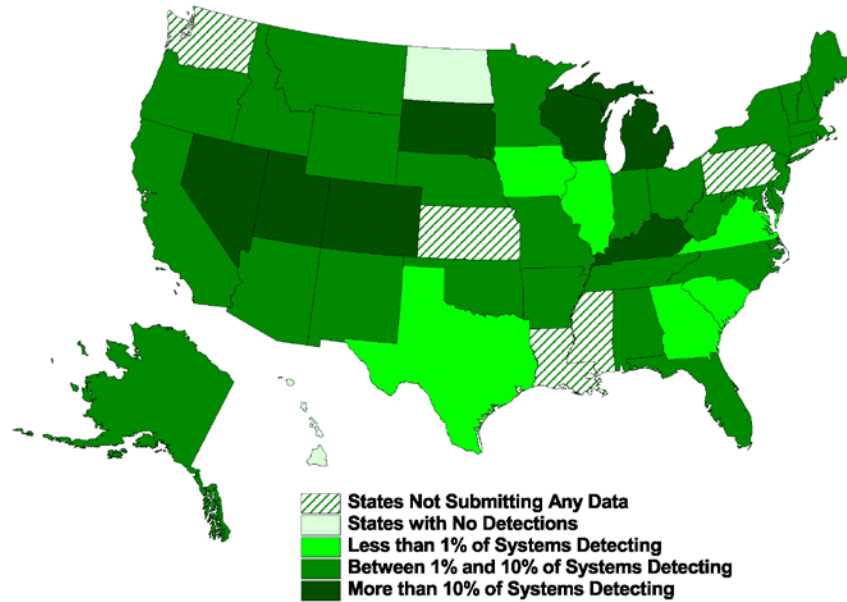 States Not Submitting Any Data
States with No Detections
Less than 1% of Systems Detecting
Between 1% and 10% of Systems Detecting
More than 10% of Systems Detecting